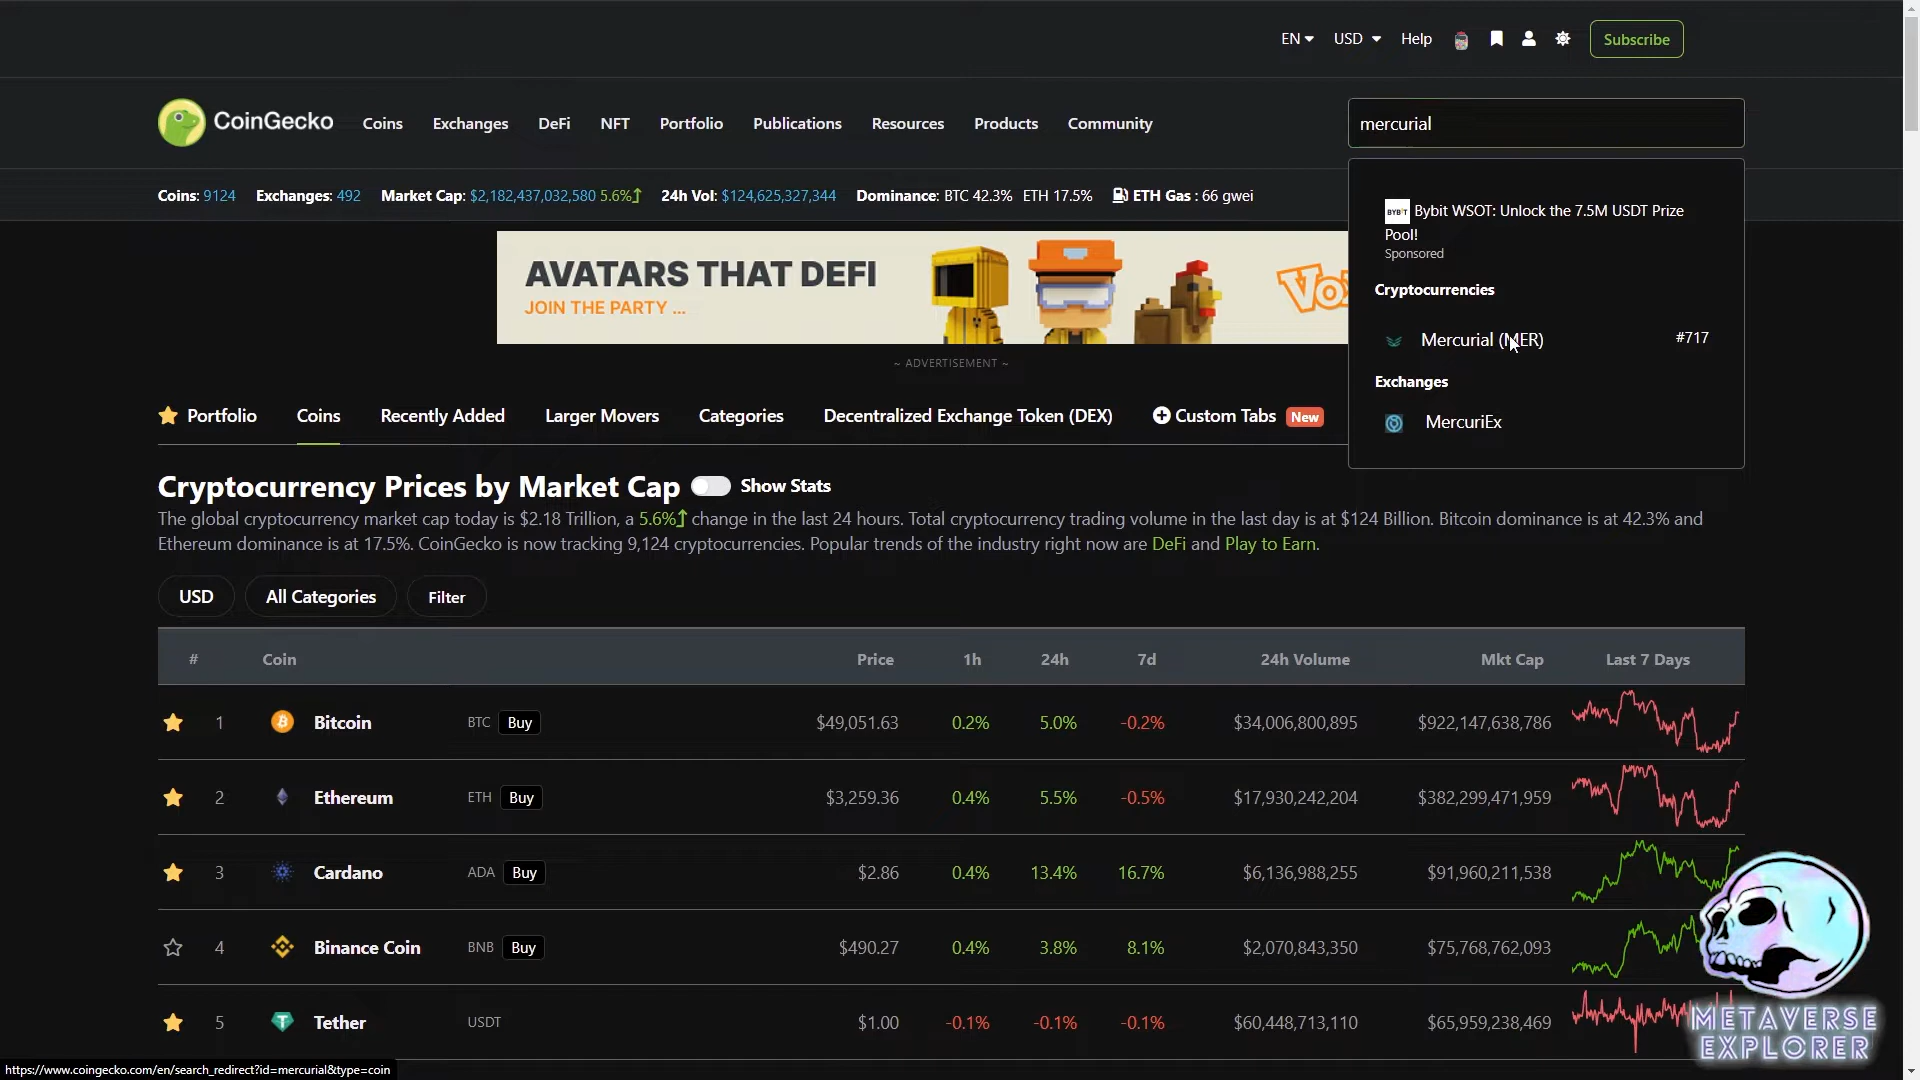 EN USD Help Subscribe
CoinGecko Coins Exchanges DeFi NFT Portfolio Publications Resources Products Community mercurial
Coins: 9124 Exchanges: 492 Market Cap: $2,182,437,032,580 5.6% 24h Vol: $124,625,327,344 Dominance: BTC 42.3% ETH 17.5% ETH Gas : 66 gwei
BYBIT Bybit WSOT: Unlock the 7.5M USDT Prize
Pool!
Sponsored
Cryptocurrencies
Mercurial (MER) #717
Exchanges
MercuriEx
AVATARS THAT DEFI
JOIN THE PARTY ...
~ ADVERTISEMENT ~
Portfolio Coins Recently Added Larger Movers Categories Decentralized Exchange Token (DEX) Custom Tabs New
Cryptocurrency Prices by Market Cap Show Stats
The global cryptocurrency market cap today is $2.18 Trillion, a 5.6% change in the last 24 hours. Total cryptocurrency trading volume in the last day is at $124 Billion. Bitcoin dominance is at 42.3% and
Ethereum dominance is at 17.5%. CoinGecko is now tracking 9,124 cryptocurrencies. Popular trends of the industry right now are DeFi and Play to Earn.
USD All Categories Filter
# Coin Price 1h 24h 7d 24h Volume Mkt Cap Last 7 Days
1 Bitcoin BTC Buy $49,051.63 0.2% 5.0% -0.2% $34,006,800,895 $922,147,638,786
2 Ethereum ETH Buy $3,259.36 0.4% 5.5% -0.5% $17,930,242,204 $382,299,471,959
3 Cardano ADA Buy $2.86 0.4% 13.4% 16.7% $6,136,988,255 $91,960,211,538
4 Binance Coin BNB Buy $490.27 0.4% 3.8% 8.1% $2,070,843,350 $75,768,762,093
5 Tether USDT $1.00 -0.1% -0.1% -0.1% $60,448,713,110 $65,959,238,469
METAVERSE
EXPLORER
https://www.coingecko.com/en/search_redirect?id=mercurial&type=coin